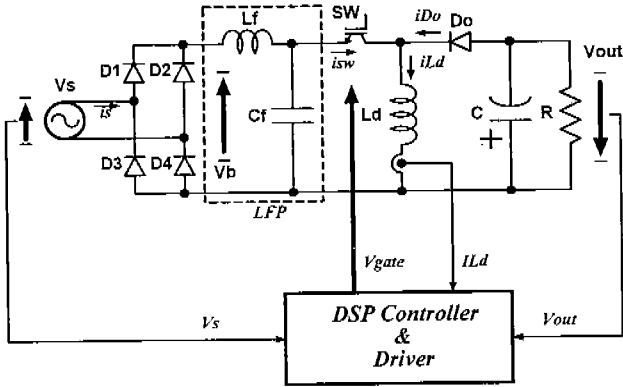 Lf
SW
iDo
Do
D1
D2
isw
iLd
Vout
Vs
is
Cf
Ld
C
R
+
D3
D4
Vb
LFP
Vgate
ILd
Vs
DSP Controller
&
Driver
Vout